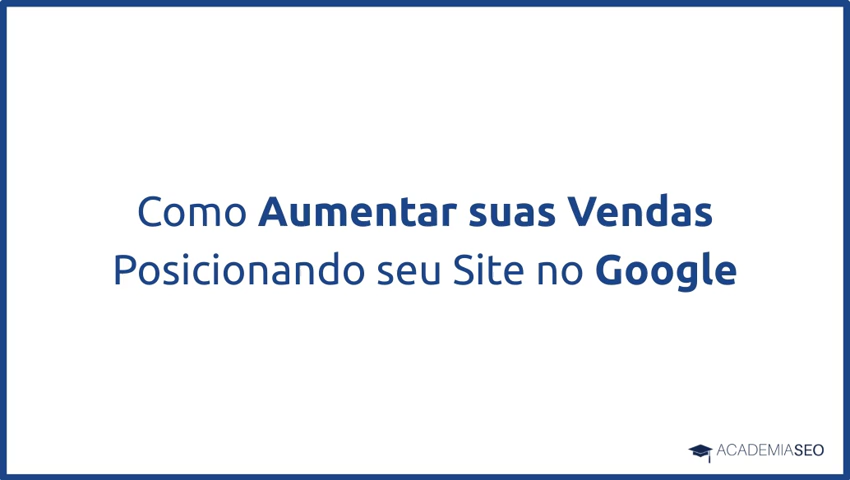 Como Aumentar suas Vendas
Posicionando seu Site no Google
ACADEMIASEO